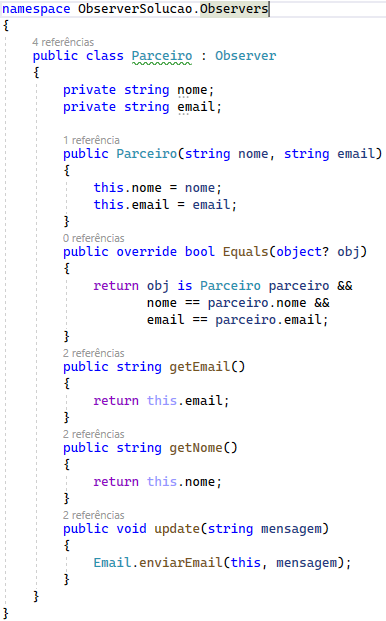 namespace ObserverSolucao.Observers
{
4 referências
public class Parceiro : Observer
{
private string nome;
private string email;
1 referência
public Parceiro(string nome, string email)
{
this.nome = nome;
this.email = email;
}
0 referências
public override bool Equals(object? obj)
{
return obj is Parceiro parceiro &&
nome == parceiro.nome &&
email == parceiro.email;
}
2 referências
public string getEmail()
{
return this.email;
}
2 referências
public string getNome()
{
return this.nome;
}
2 referências
public void update(string mensagem)
{
Email.enviarEmail(this, mensagem);
}
}
}